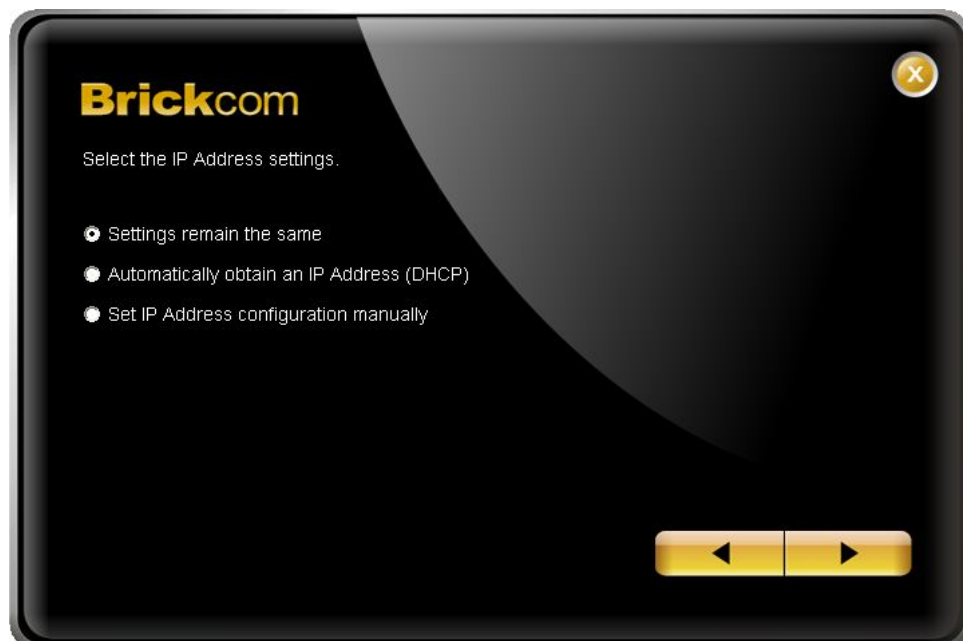 Brickcom
Select the IP Address settings.
Settings remain the same
Automatically obtain an IP Address (DHCP)
Set IP Address configuration manually